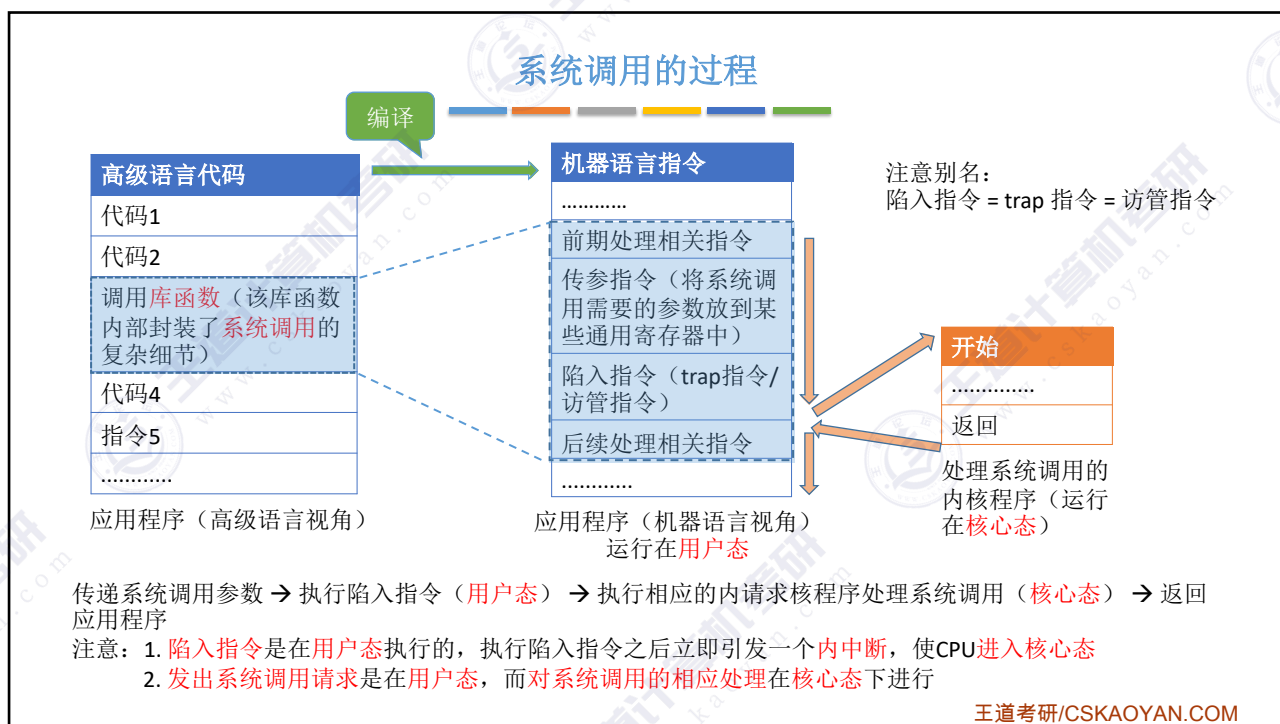 系统调用的过程
编译
高级语言代码
代码1
代码2
调用库函数（该库函数
内部封装了系统调用的
复杂细节）
代码4
指令5
............
应用程序（高级语言视角）
机器语言指令
............
前期处理相关指令
传参指令（将系统调
用需要的参数放到某
些通用寄存器中）
陷入指令（trap指令/
访管指令）
后续处理相关指令
............
应用程序（机器语言视角）
运行在用户态
注意别名：
陷入指令 = trap 指令 = 访管指令
开始
..............
返回
处理系统调用的
内核程序（运行
在核心态）
传递系统调用参数 → 执行陷入指令（用户态） → 执行相应的内请求核程序处理系统调用（核心态） → 返回
应用程序
注意：1. 陷入指令是在用户态执行的，执行陷入指令之后立即引发一个内中断，使CPU进入核心态
2. 发出系统调用请求是在用户态，而对系统调用的相应处理在核心态下进行
王道考研/CSKAOYAN.COM
王道计算机考研
www.cskaoyan.com